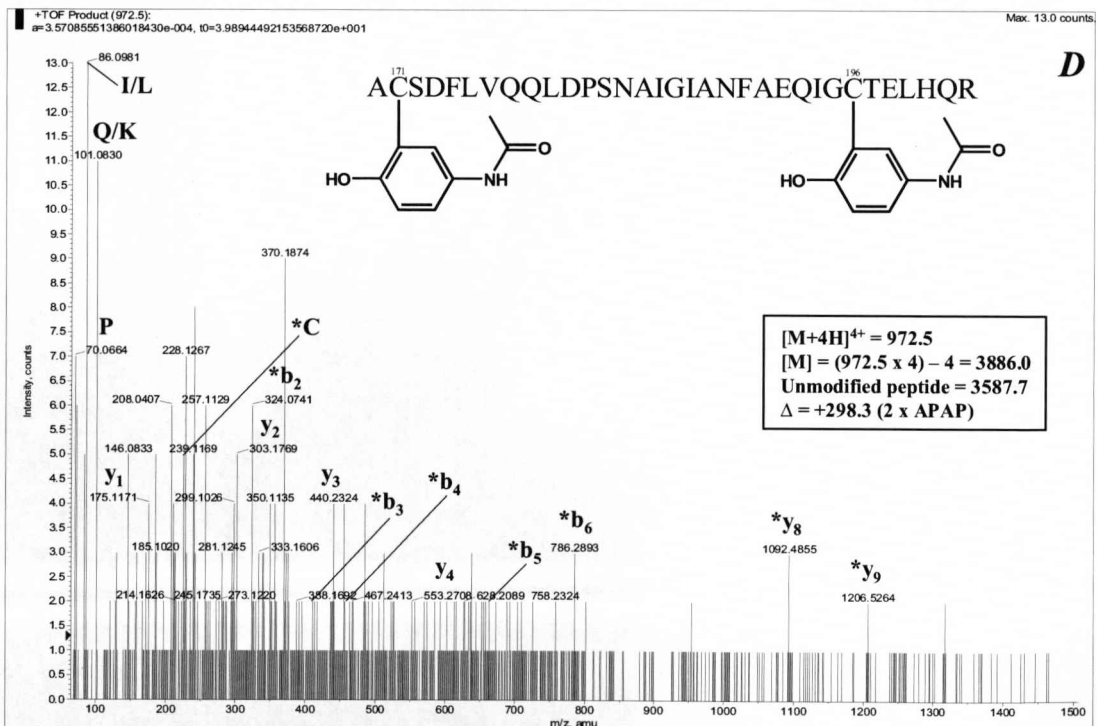 +TOF Product (972.5):
a=3.57085551386018430e-004, t0=3.98944492153568720e+001
Max. 13.0 counts.
D
171
196
ACSDFLVQQLDPSNAIGIANFAEQIGCTELHQR
HO
NH
O
HO
NH
O
[M+4H]4+ = 972.5
[M] = (972.5 x 4) – 4 = 3886.0
Unmodified peptide = 3587.7
Δ = +298.3 (2 x APAP)
86.0981
I/L
Q/K
101.0830
370.1874
P
70.0664
228.1267
*C
*b2
208.0407
257.1129
324.0741
y2
146.0833
239.1169
303.1769
y1
y3
*b3
*b4
175.1171
299.1026
350.1135
440.2324
*b6
185.1020
281.1245
333.1606
786.2893
*b5
y4
*y8
1092.4855
*y9
1206.5264
214.1626
245.1735
273.1220
388.1692
467.2413
553.2708
628.2089
758.2324
Intensity, counts
13.0
12.5
12.0
11.5
11.0
10.5
10.0
9.5
9.0
8.5
8.0
7.5
7.0
6.5
6.0
5.5
5.0
4.5
4.0
3.5
3.0
2.5
2.0
1.5
1.0
0.5
0.0
100 200 300 400 500 600 700 800 900 1000 1100 1200 1300 1400 1500
m/z, amu